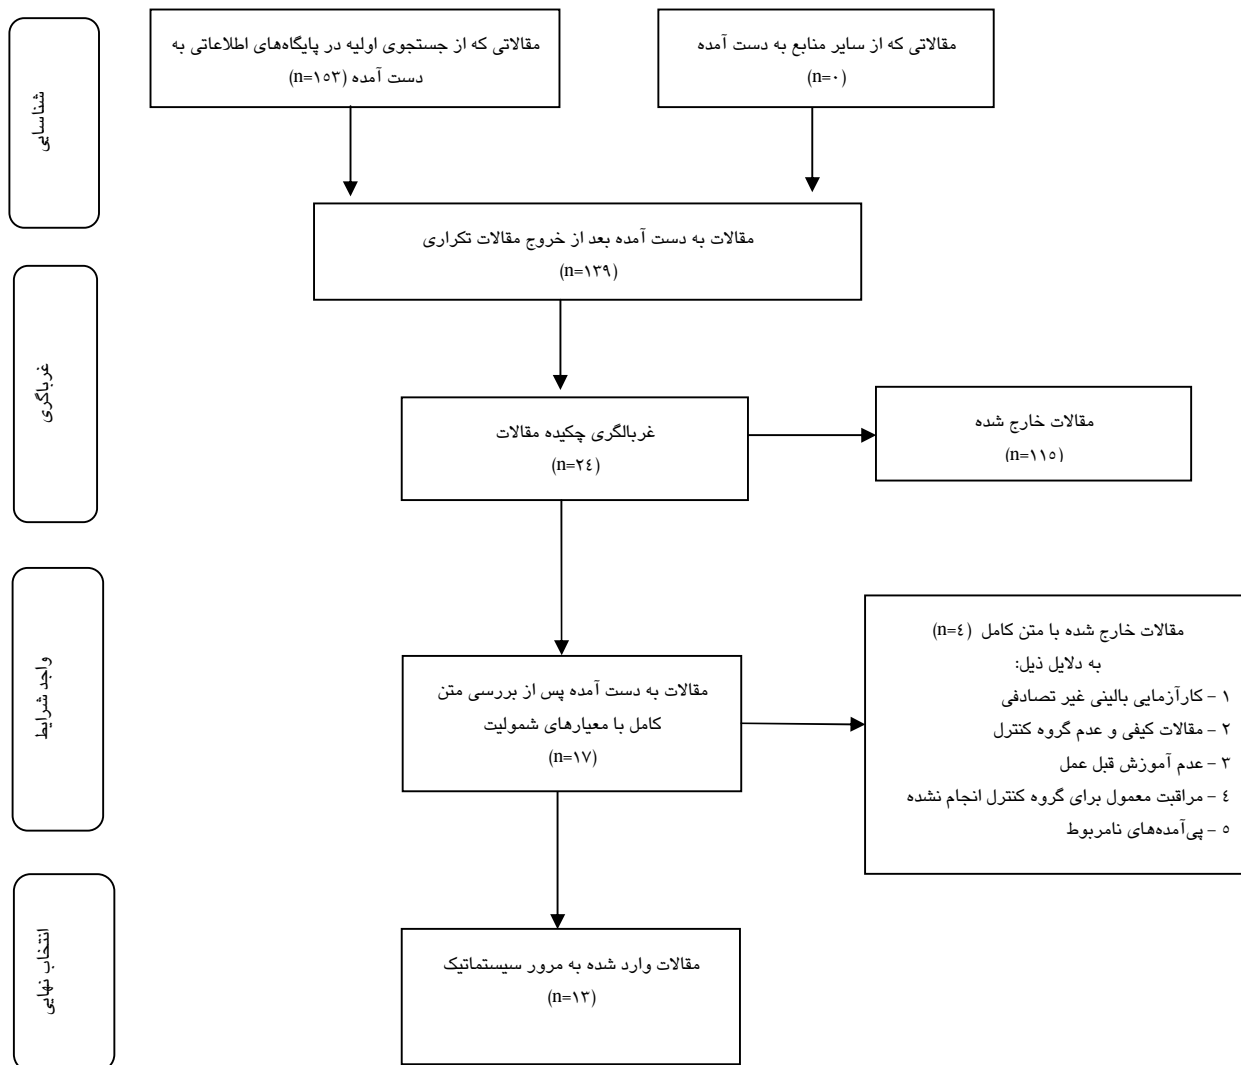 شناسایی
مقالاتی که از جستجوی اولیه در پایگاه‌های اطلاعاتی به
دست آمده (n=۱۵۳)
مقالاتی که از سایر منابع به دست آمده
(n=۰)
مقالات به دست آمده بعد از خروج مقالات تکراری
(n=۱۳۹)
غرباگری
غربالگری چکیده مقالات
(n=۲٤)
مقالات خارج شده
(n=۱۱۵)
واجد شرایط
مقالات به دست آمده پس از بررسی متن
کامل با معیارهای شمولیت
(n=۱۷)
مقالات خارج شده با متن کامل (n=٤)
به دلایل ذیل:
۱ - کارآزمایی بالینی غیر تصادفی
۲ - مقالات کیفی و عدم گروه کنترل
۳ - عدم آموزش قبل عمل
٤ - مراقبت معمول برای گروه کنترل انجام نشده
۵ - پی‌آمدهای نامربوط
انتخاب نهایی
مقالات وارد شده به مرور سیستماتیک
(n=۱۳)